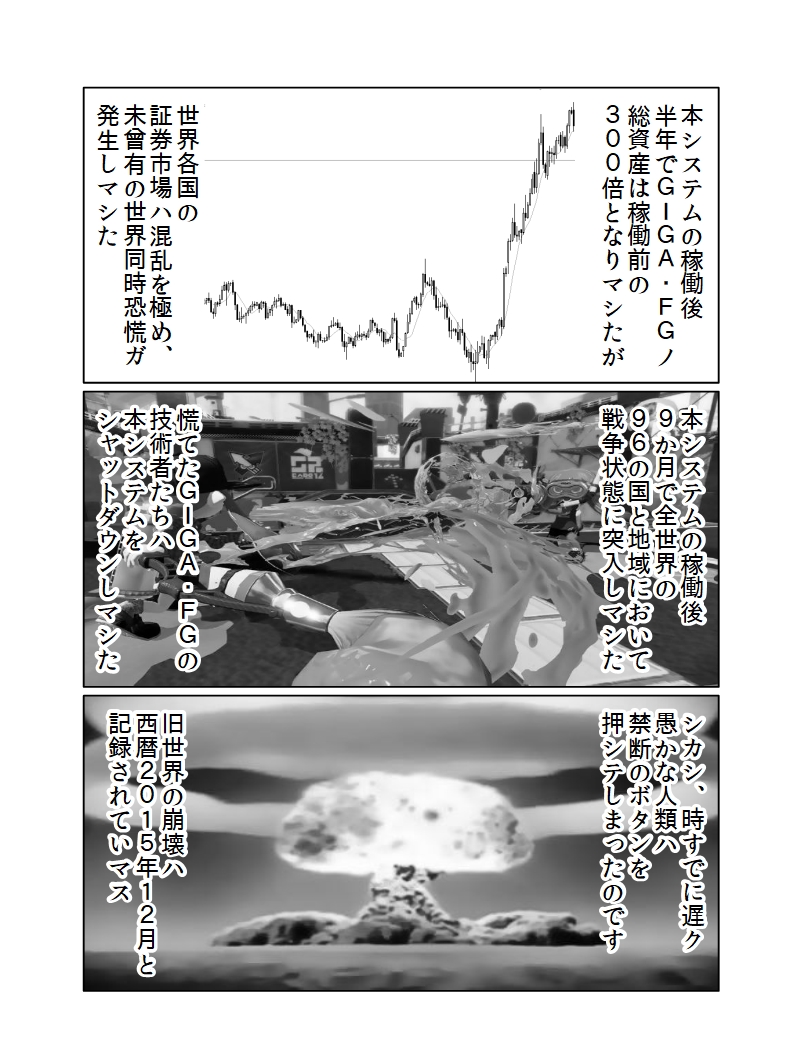 本システムの稼働後
半年でＧＩＧＡ・ＦＧノ
総資産は稼働前の
３００倍となりマシたが
世界各国の
証券市場ハ混乱を極め、
未曾有の世界同時恐慌ガ
発生しマシた
本システムの稼働後
９か月で全世界の
９６の国と地域において
戦争状態に突入しマシた
慌てたＧＩＧＡ・ＦＧの
技術者たちハ
本システムを
シャットダウンしマシた
シカシ、時すでに遅ク
愚かな人類ハ
禁断のボタンを
押シテしまったのです
旧世界の崩壊ハ
西暦２０１５年１２月と
記録されていマス